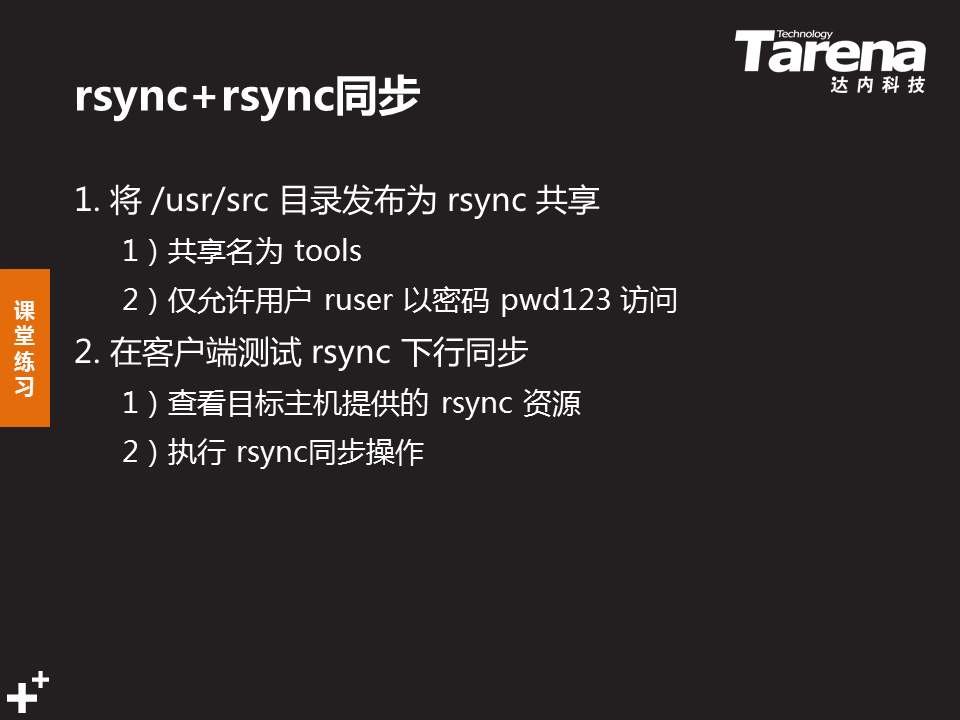 Technology
Tarena
达内科技
rsync+rsync同步
1. 将 /usr/src 目录发布为 rsync 共享
1）共享名为 tools
2）仅允许用户 ruser 以密码 pwd123 访问
2. 在客户端测试 rsync 下行同步
1）查看目标主机提供的 rsync 资源
2）执行 rsync同步操作
课堂练习